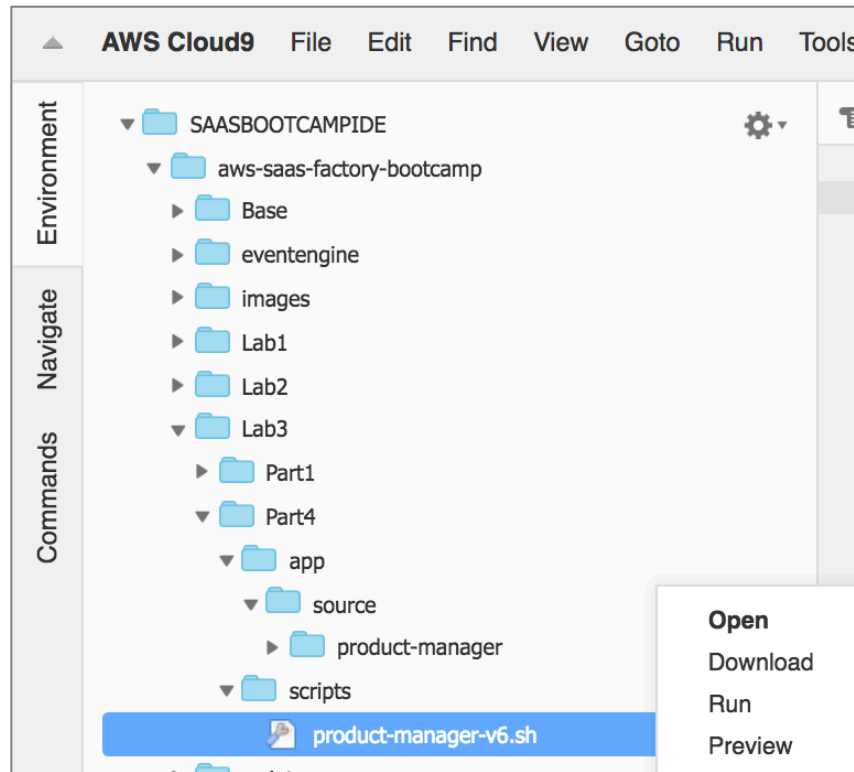 AWS Cloud9 File Edit Find View Goto Run Tools
Environment
Navigate
Commands
SAASBOOTCAMPIDE
aws-saas-factory-bootcamp
Base
eventengine
images
Lab1
Lab2
Lab3
Part1
Part4
app
source
product-manager
scripts
product-manager-v6.sh
Open
Download
Run
Preview